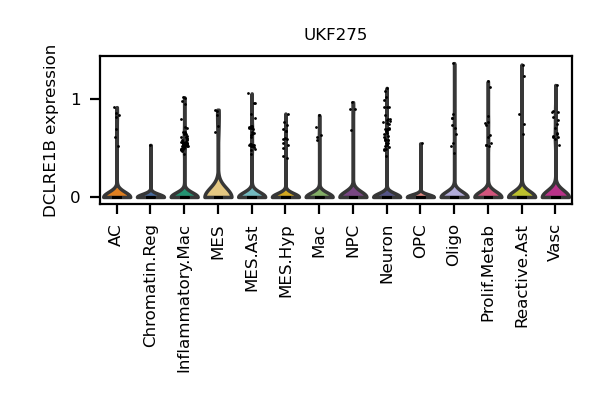 UKF275
DCLRE1B expression
1
0
AC
Chromatin.Reg
Inflammatory.Mac
MES
MES.Ast
MES.Hyp
Mac
NPC
Neuron
OPC
Oligo
Prolif.Metab
Reactive.Ast
Vasc